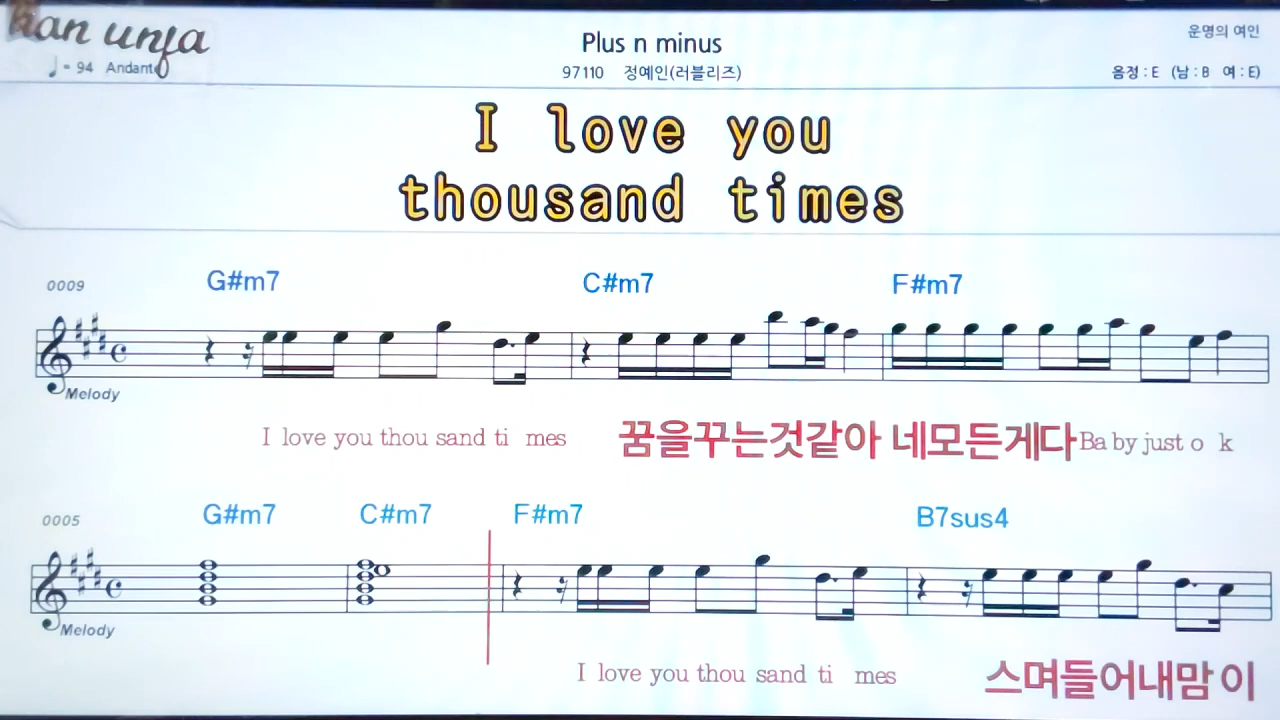 Han unfa
♩= 94 Andante
Plus n minus
97110 정예인(러블리즈)
운명의 여인
음정 : E (남 : B 여 : E)
I love you
thousand times
0009 G#m7 C#m7 F#m7
Melody
I love you thou sand ti mes 꿈을꾸는것같아 네모든게다 Ba by just o k
0005 G#m7 C#m7 F#m7 B7sus4
Melody
I love you thou sand ti mes 스며들어내맘 이